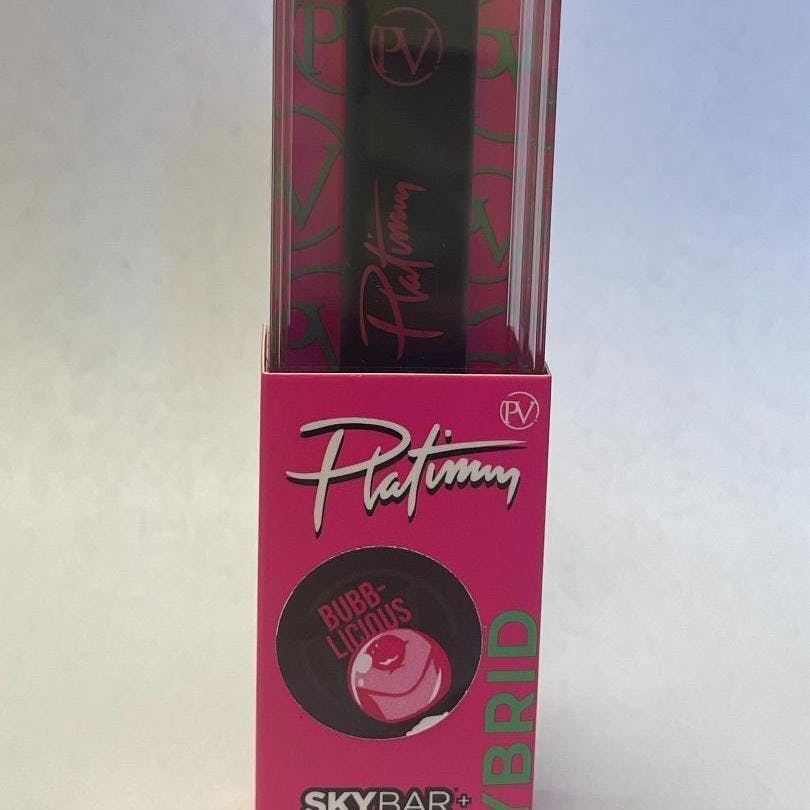 PV
Platinum
PV
Platinum
BUBB-
LICIOUS
SKYBAR+
YBRID